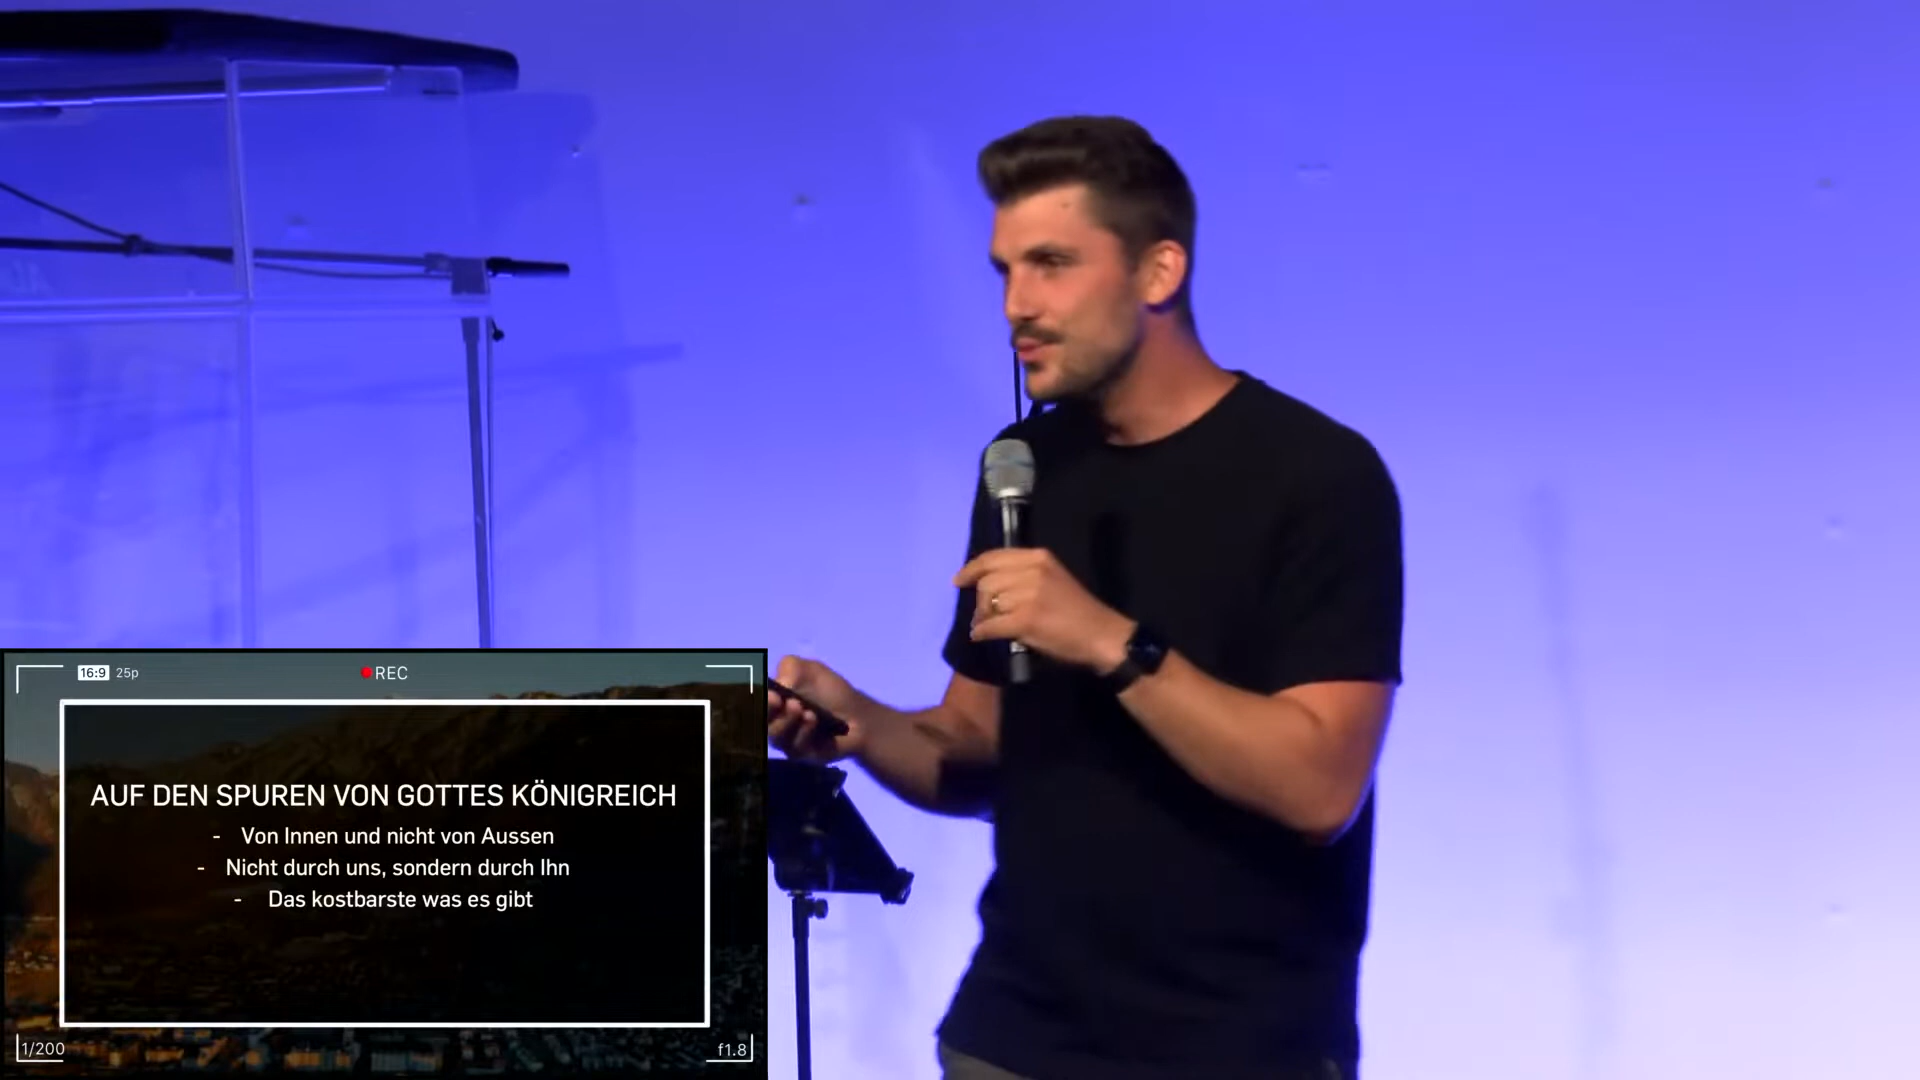 16:9 25p
REC
AUF DEN SPUREN VON GOTTES KÖNIGREICH
- Von Innen und nicht von Aussen
- Nicht durch uns, sondern durch Ihn
- Das kostbarste was es gibt
1/200
f1.8